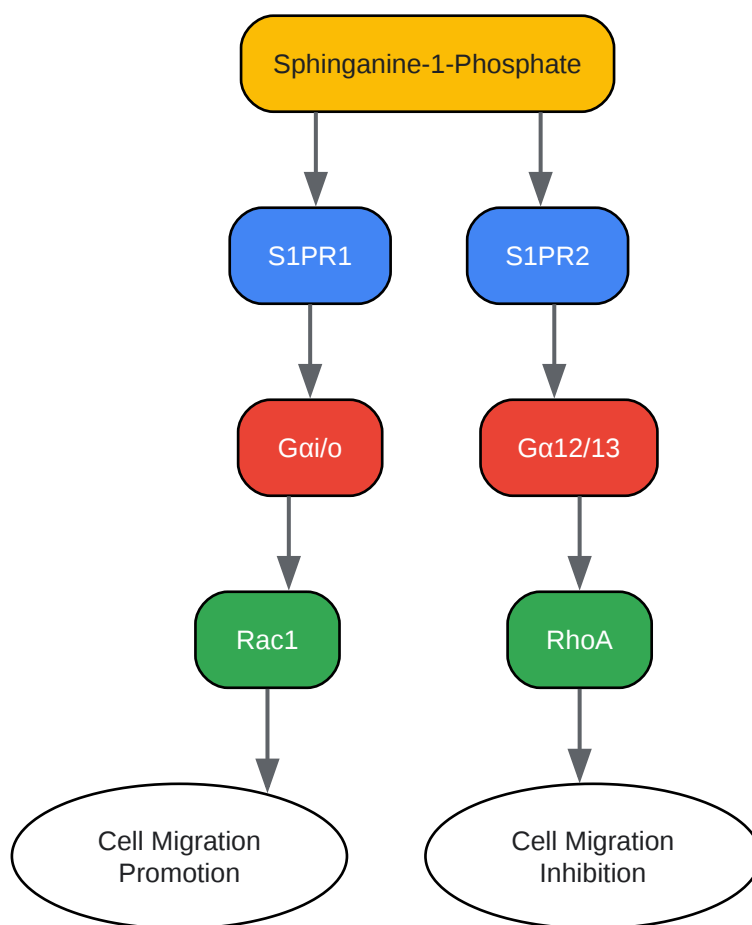 Sphinganine-1-Phosphate
S1PR1
S1PR2
Gαi/o
Gα12/13
Rac1
RhoA
Cell Migration
Promotion
Cell Migration
Inhibition